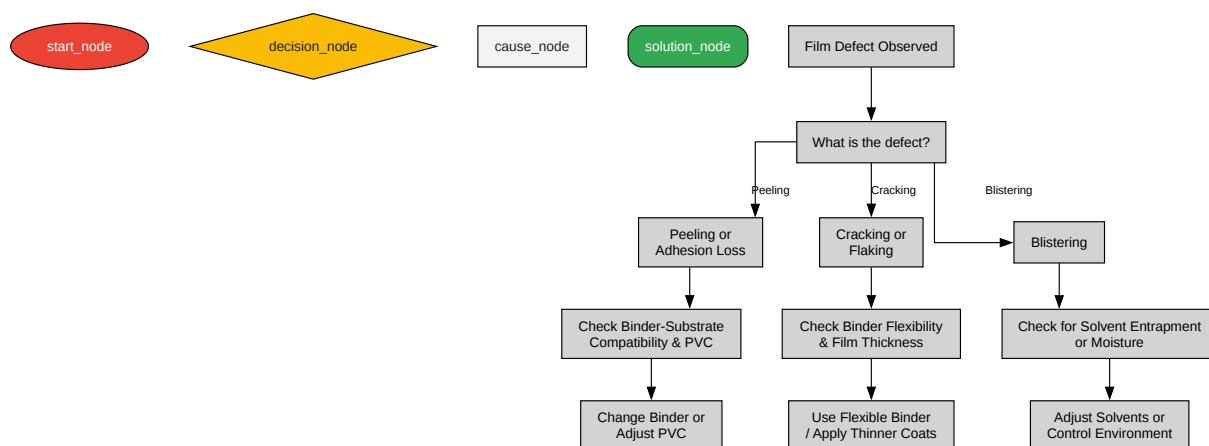 start_node
decision_node
cause_node
solution_node
Film Defect Observed
What is the defect?
Peeling
Cracking
Blistering
Peeling or
Adhesion Loss
Cracking or
Flaking
Blistering
Check Binder-Substrate
Compatibility & PVC
Check Binder Flexibility
& Film Thickness
Check for Solvent Entrapment
or Moisture
Change Binder or
Adjust PVC
Use Flexible Binder
/ Apply Thinner Coats
Adjust Solvents or
Control Environment